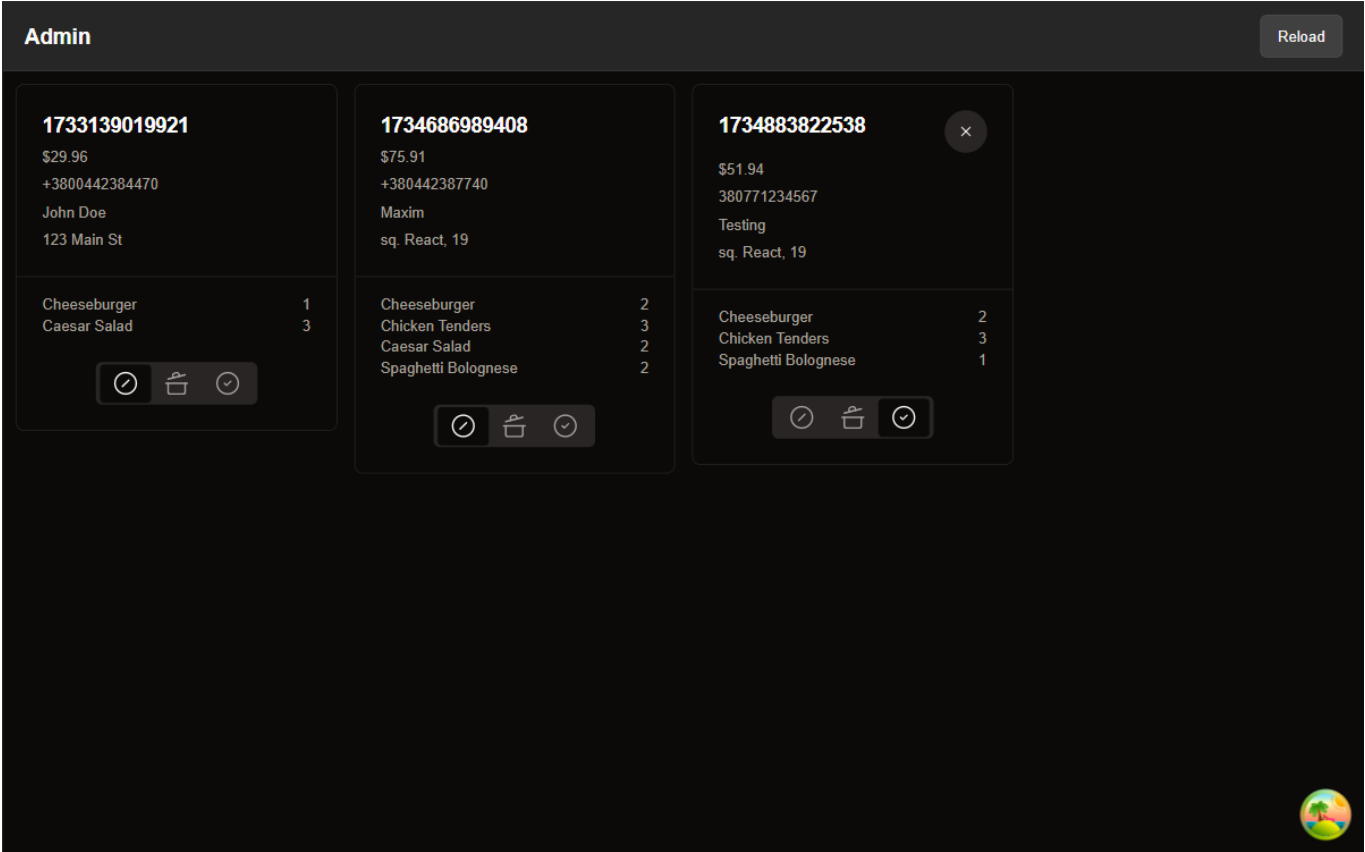 Admin
Reload
1733139019921
$29.96
+3800442384470
John Doe
123 Main St
Cheeseburger 1
Caesar Salad 3
1734686989408
$75.91
+380442387740
Maxim
sq. React, 19
Cheeseburger 2
Chicken Tenders 3
Caesar Salad 2
Spaghetti Bolognese 2
1734883822538
$51.94
380771234567
Testing
sq. React, 19
Cheeseburger 2
Chicken Tenders 3
Spaghetti Bolognese 1